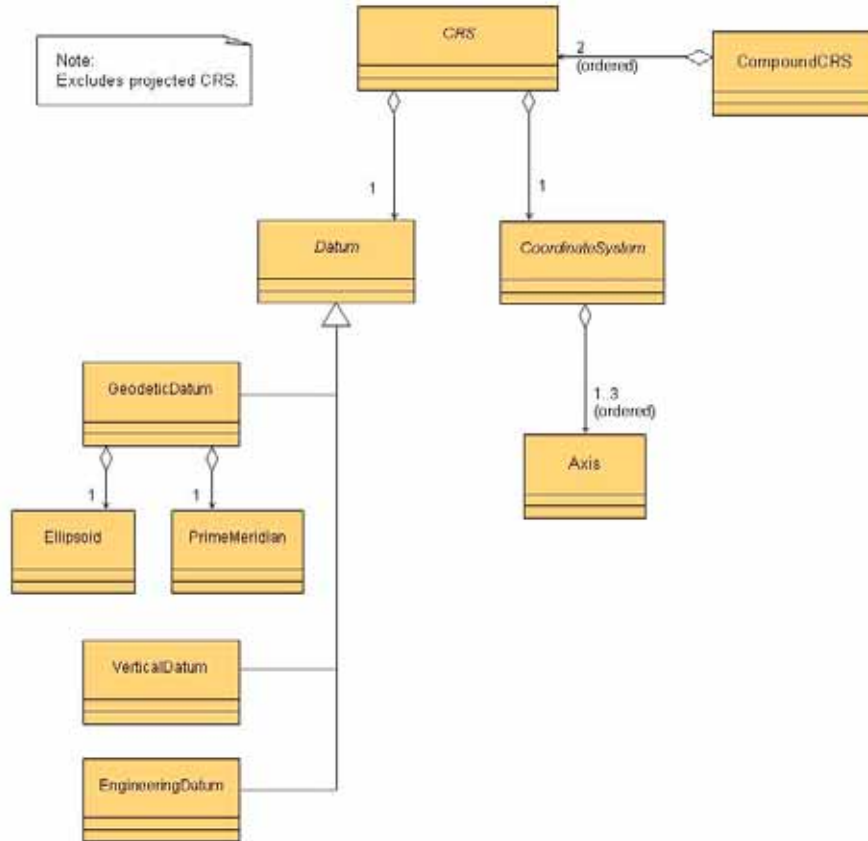 CRS
Note:
Excludes projected CRS.
2
(ordered)
CompoundCRS
1
1
Datum
CoordinateSystem
GeodeticDatum
1..3
(ordered)
Axis
1
1
Ellipsoid
PrimeMeridian
VerticalDatum
EngineeringDatum